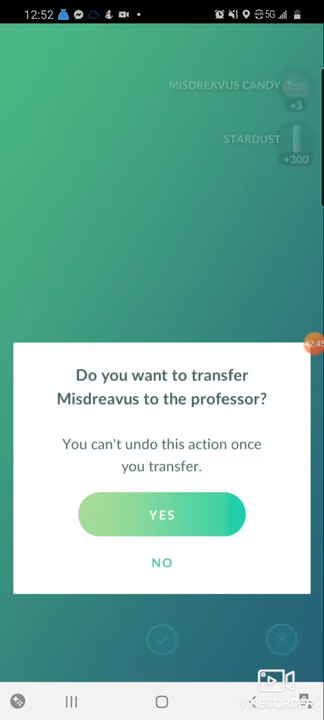 12:52
5G
MISDREAVUS CANDY
+3
STARDUST
+300
42:45
Do you want to transfer
Misdreavus to the professor?
You can't undo this action once
you transfer.
YES
NO
VRECORDER